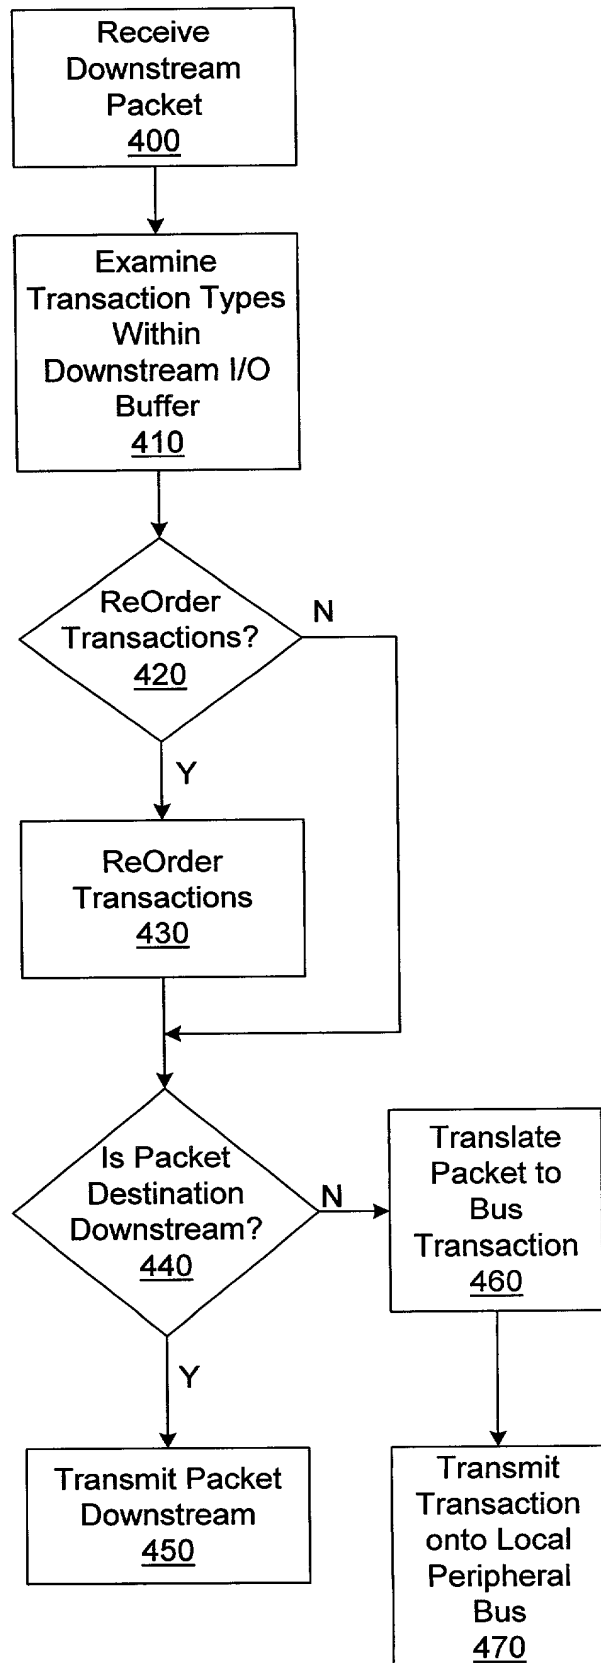 Receive
Downstream
Packet
400
Examine
Transaction Types
Within
Downstream I/O
Buffer
410
ReOrder
Transactions?
420
N
Y
ReOrder
Transactions
430
Is Packet
Destination
Downstream?
440
N
Y
Translate
Packet to
Bus
Transaction
460
Transmit Packet
Downstream
450
Transmit
Transaction
onto Local
Peripheral
Bus
470